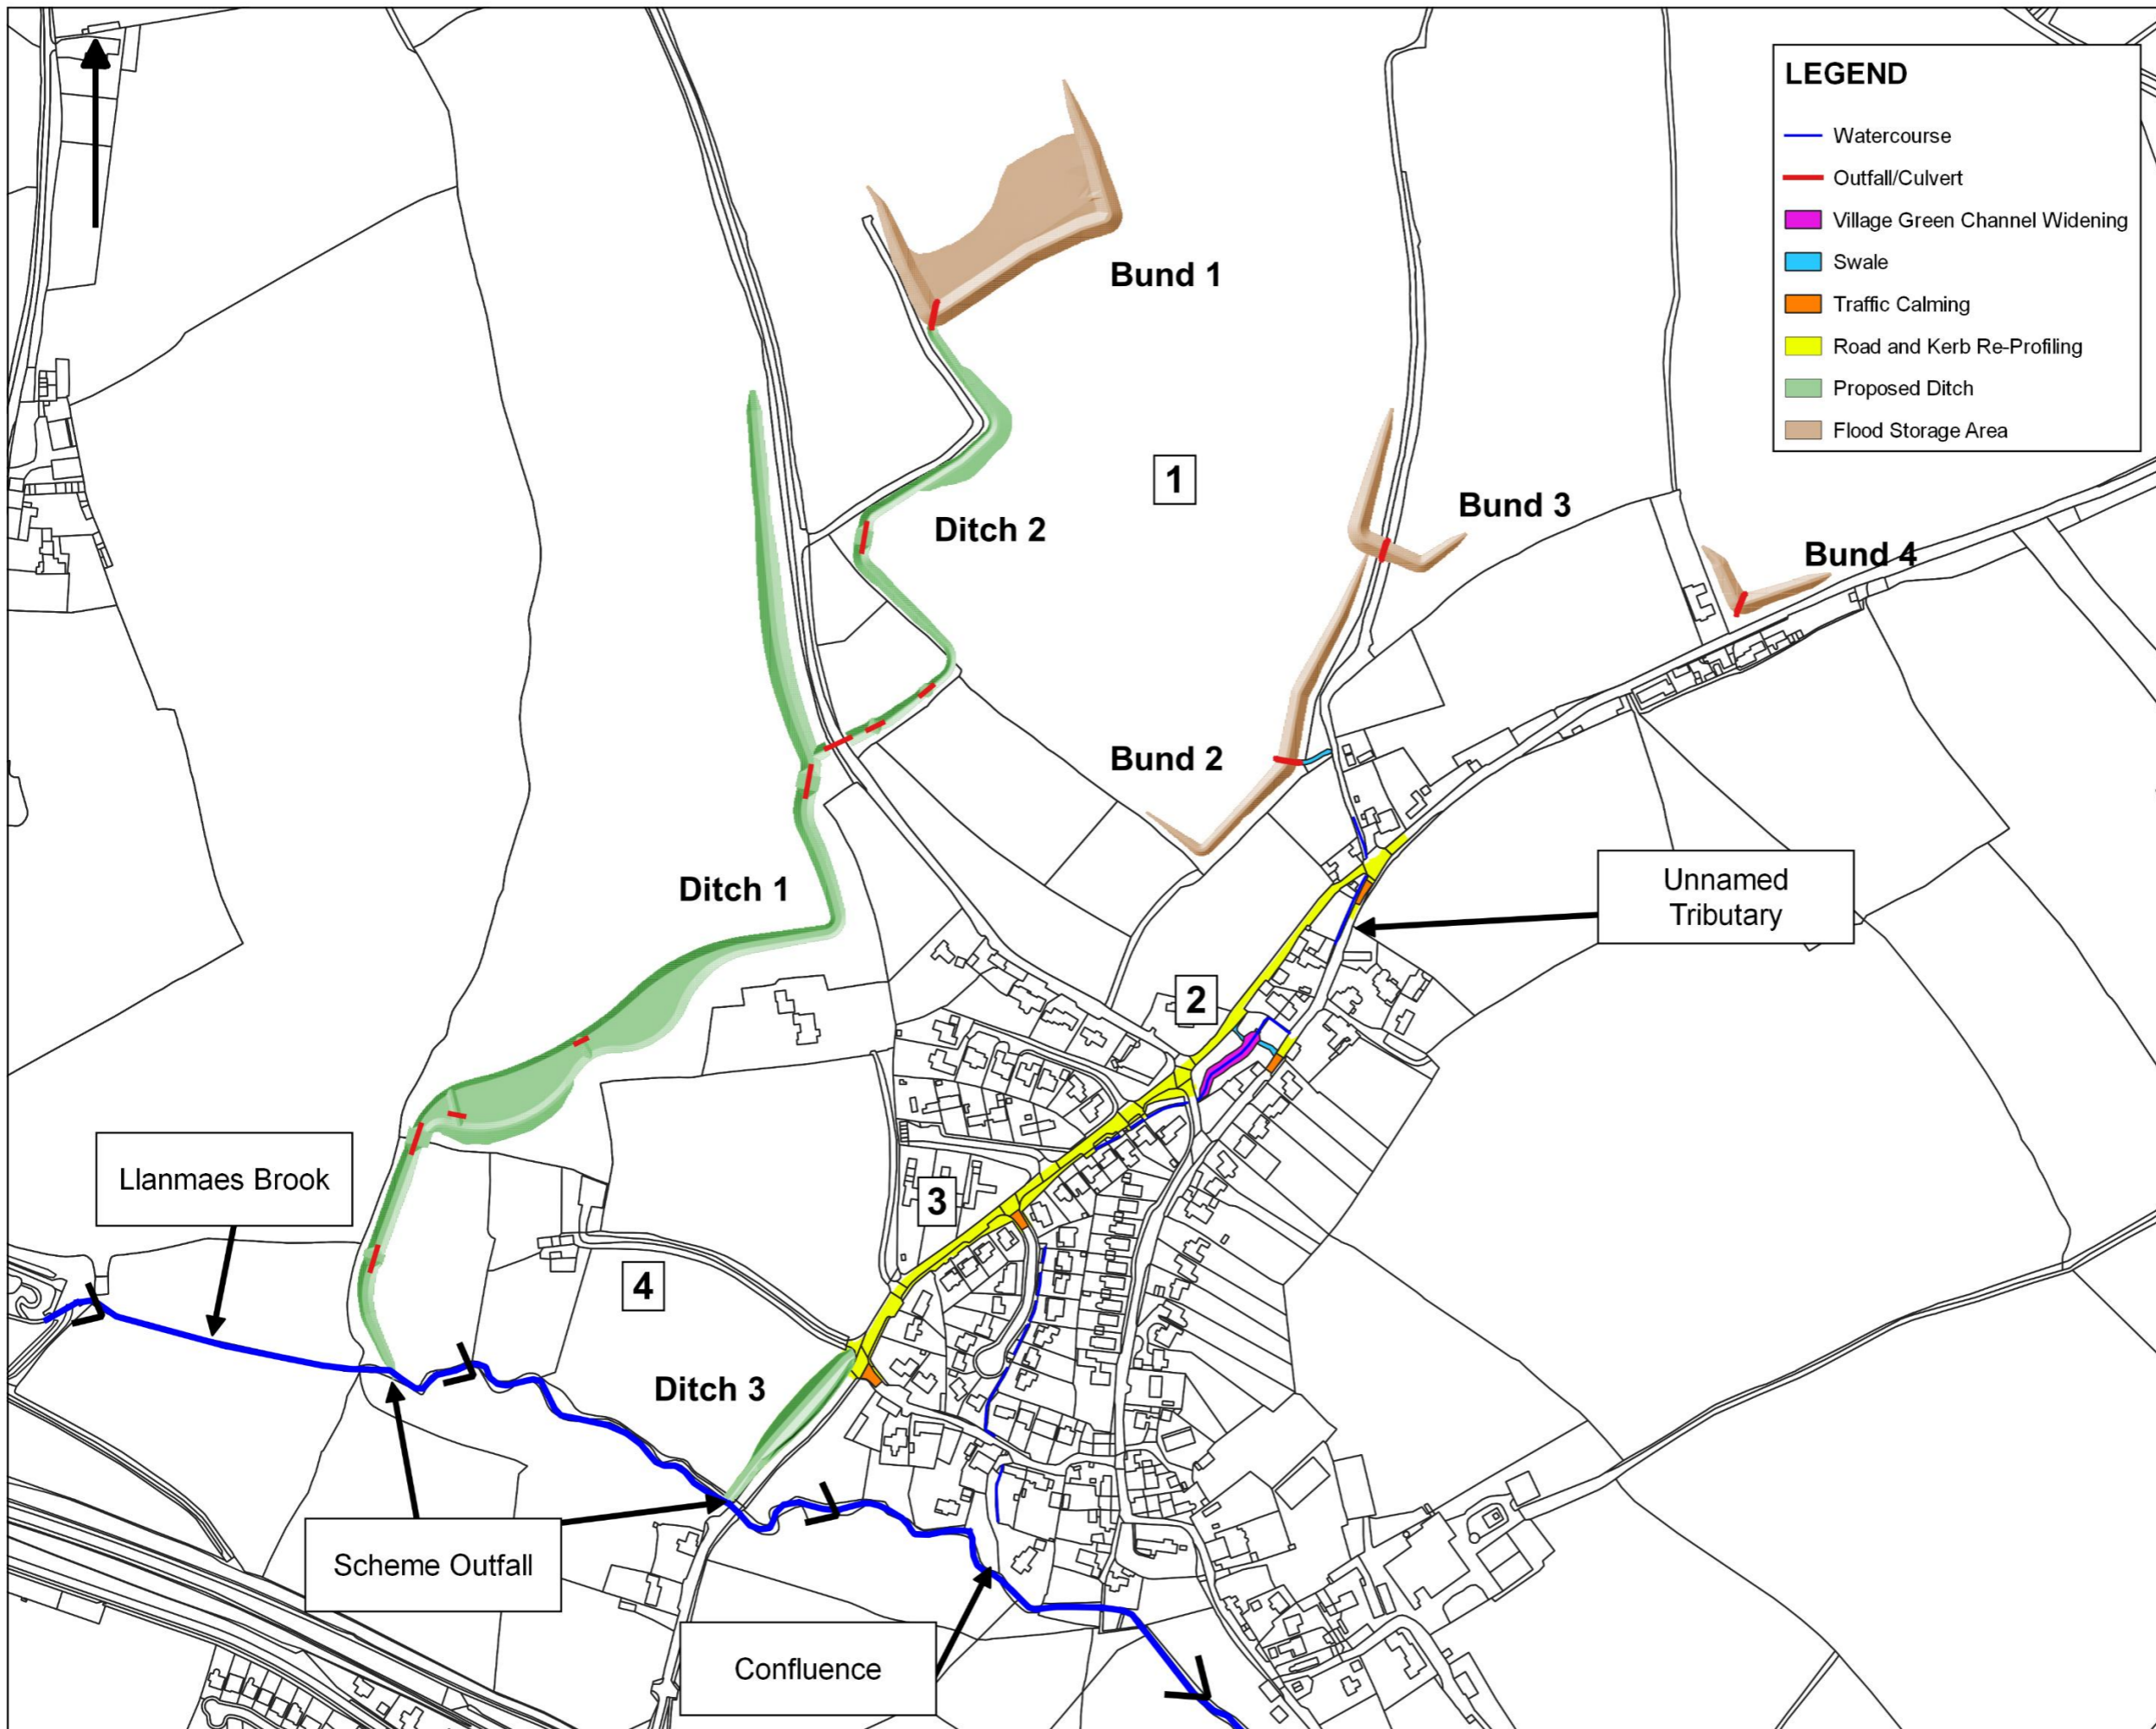 LEGEND
Watercourse
Outfall/Culvert
Village Green Channel Widening
Swale
Traffic Calming
Road and Kerb Re-Profiling
Proposed Ditch
Flood Storage Area
Bund 1
1
Bund 3
Ditch 2
Bund 4
Bund 2
Ditch 1
Unnamed
Tributary
2
Llanmaes Brook
3
4
Ditch 3
Scheme Outfall
Confluence